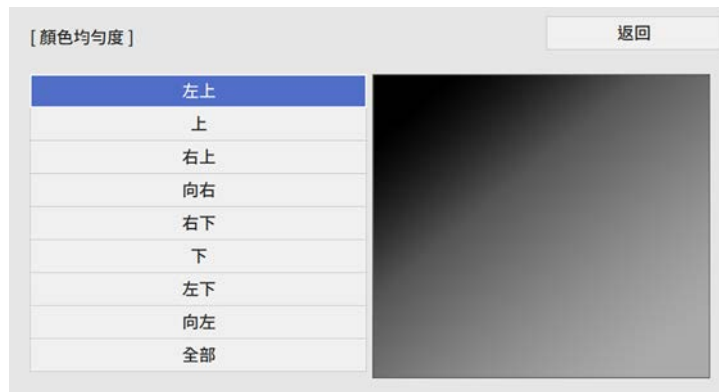 [ 顏色均勻度 ]
返回
左上
上
右上
向右
右下
下
左下
向左
全部